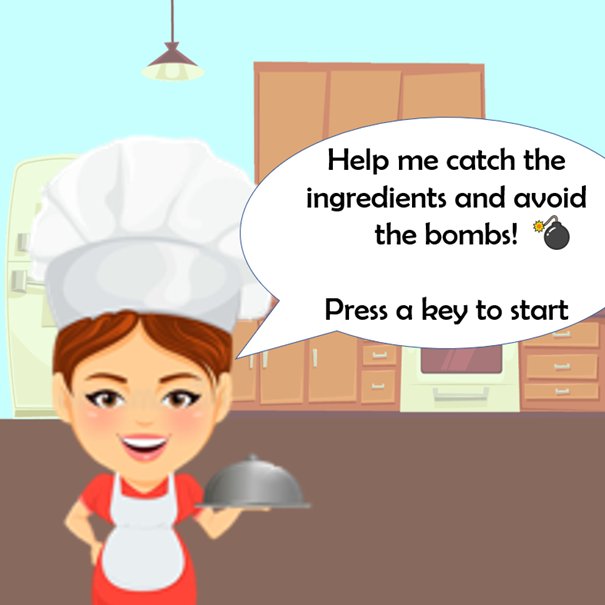 Help me catch the
ingredients and avoid
the bombs!
Press a key to start